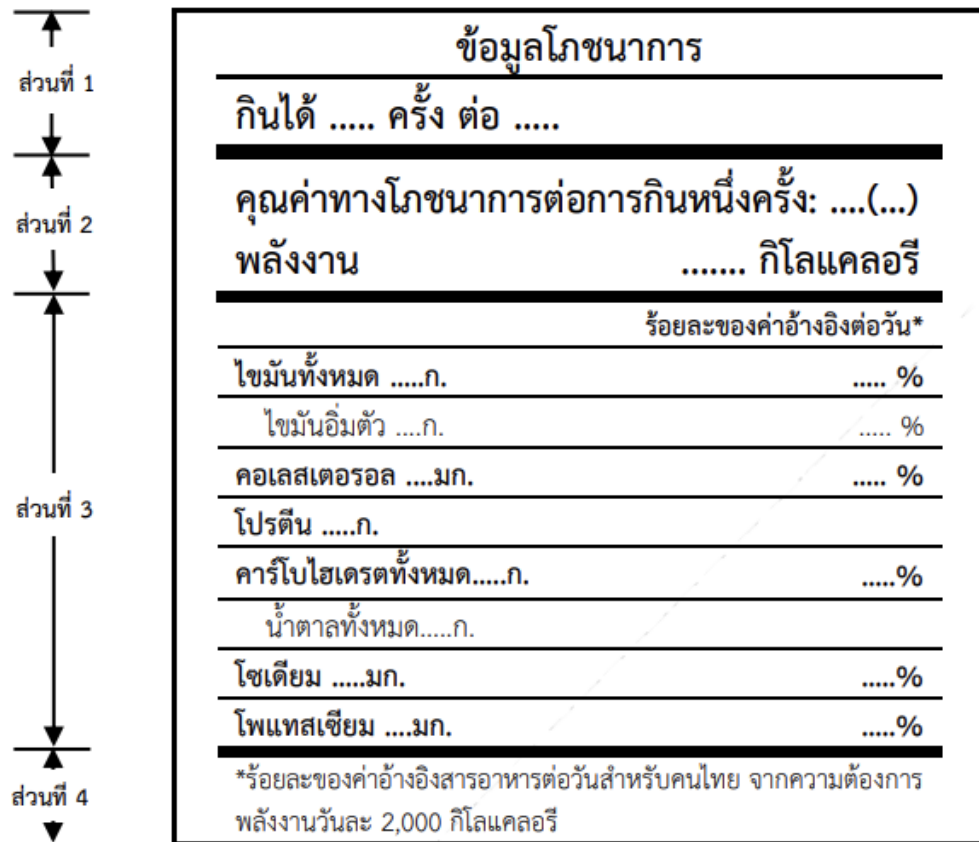 ส่วนที่ 1
ข้อมูลโภชนาการ
กินได้ ..... ครั้ง ต่อ .....
ส่วนที่ 2
คุณค่าทางโภชนาการต่อการกินหนึ่งครั้ง: ....(...)
พลังงาน ....... กิโลแคลอรี
ส่วนที่ 3
ร้อยละของค่าอ้างอิงต่อวัน*
ไขมันทั้งหมด .....ก. ..... %
ไขมันอิ่มตัว ....ก. ..... %
คอเลสเตอรอล ....มก. ..... %
โปรตีน .....ก.
คาร์โบไฮเดรตทั้งหมด.....ก. .....%
น้ำตาลทั้งหมด.....ก.
โซเดียม .....มก. .....%
โพแทสเซียม ....มก. .....%
ส่วนที่ 4
*ร้อยละของค่าอ้างอิงสารอาหารต่อวันสำหรับคนไทย จากความต้องการ
พลังงานวันละ 2,000 กิโลแคลอรี